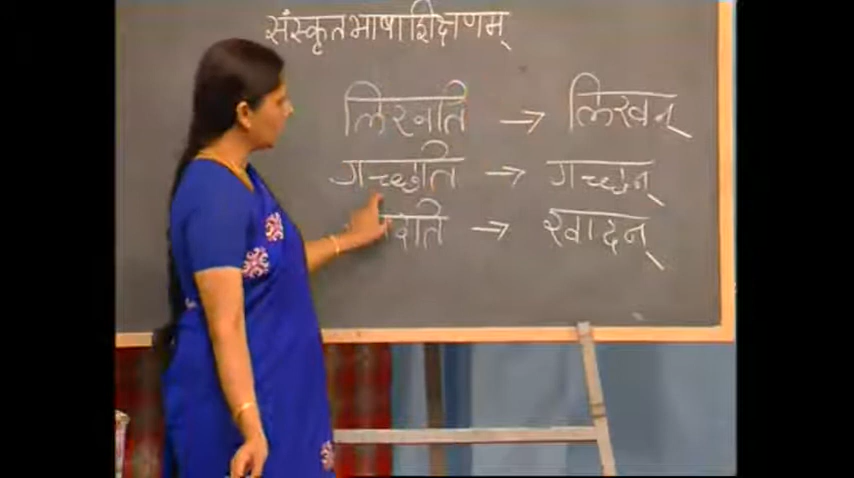 संस्कृतभाषाशिक्षणम्
लिखति → लिखन्
गच्छति → गच्छन्
→ खादन्